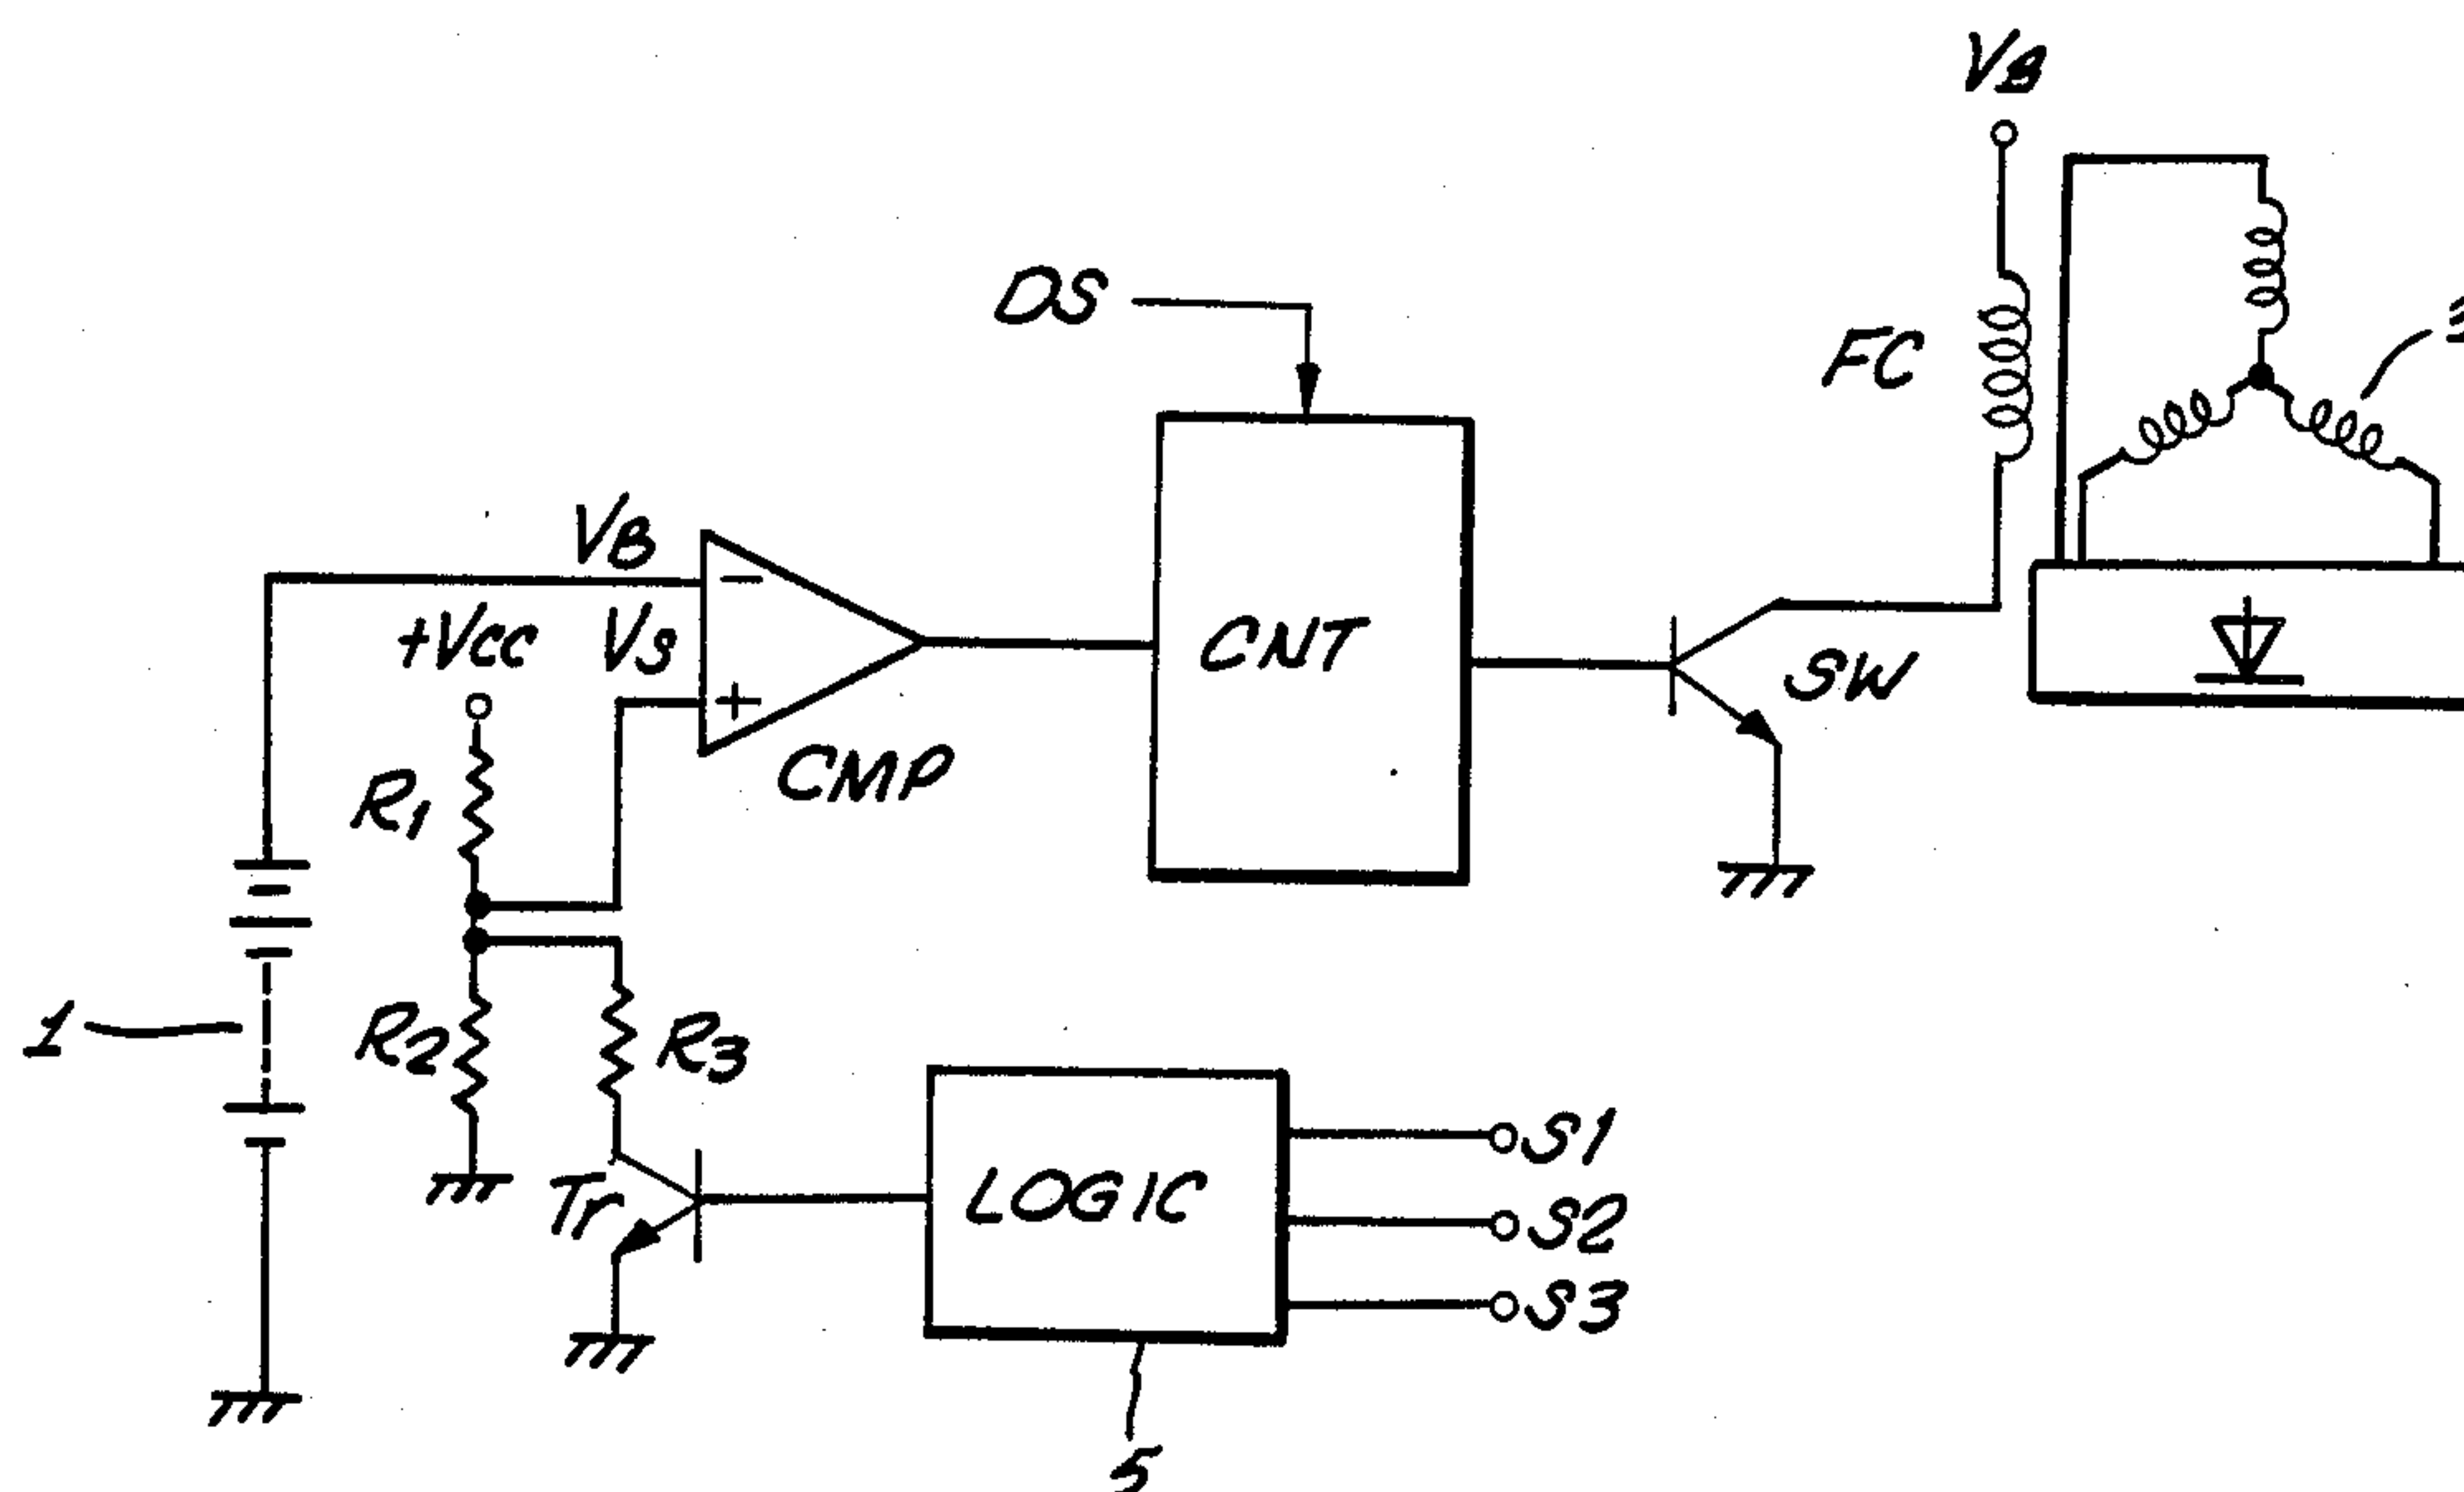 VB
DS
FC
VB
+Vcc
Vs
-
+
CNT
SW
CMP
R1
1
R2
R3
Tr
LOGIC
S1
S2
S3
5